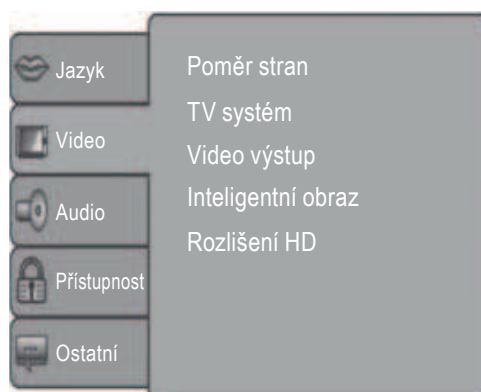 Jazyk
Video
Audio
Přístupnost
Ostatní
Poměr stran
TV systém
Video výstup
Inteligentní obraz
Rozlišení HD